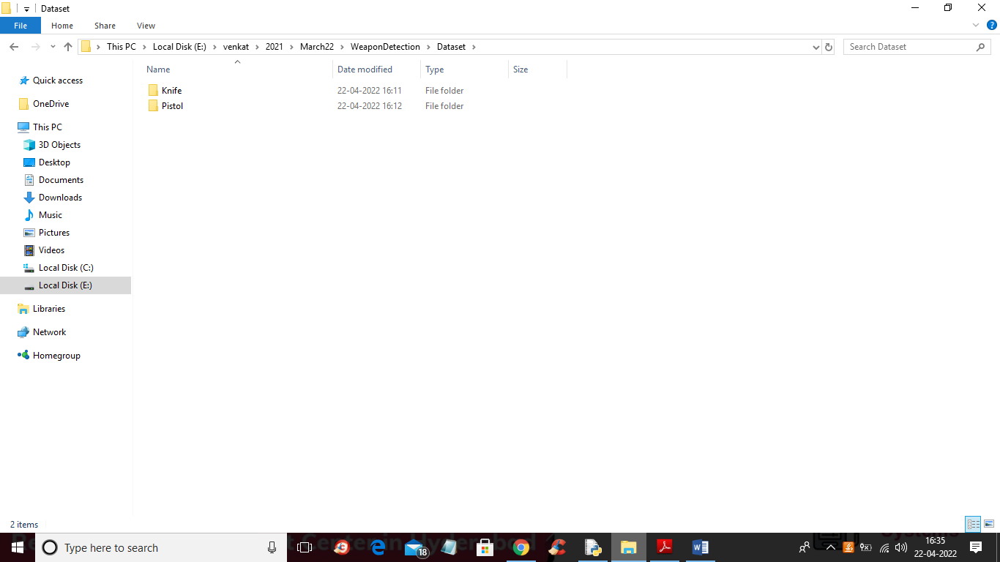 Dataset
File Home Share View
This PC Local Disk (E:) venkat 2021 March22 WeaponDetection Dataset
Search Dataset
Name Date modified Type Size
Knife 22-04-2022 16:11 File folder
Pistol 22-04-2022 16:12 File folder
Quick access
OneDrive
This PC
3D Objects
Desktop
Documents
Downloads
Music
Pictures
Videos
Local Disk (C:)
Local Disk (E:)
Libraries
Network
Homegroup
2 items
Type here to search
18
16:35
22-04-2022